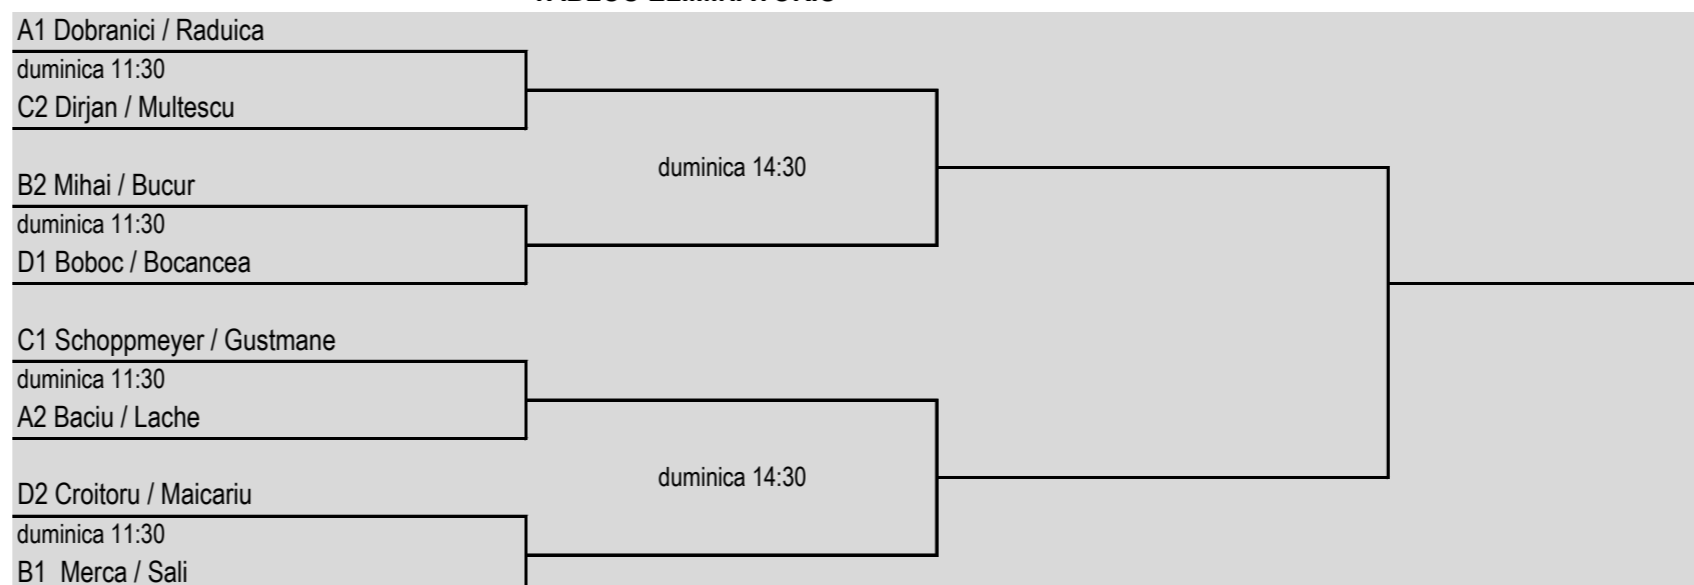 A1 Dobranici / Raduica
duminica 11:30
C2 Dirjan / Multescu
duminica 14:30
B2 Mihai / Bucur
duminica 11:30
D1 Boboc / Bocancea
C1 Schoppmeyer / Gustmane
duminica 11:30
A2 Baciu / Lache
duminica 14:30
D2 Croitoru / Maicariu
duminica 11:30
B1 Merca / Sali